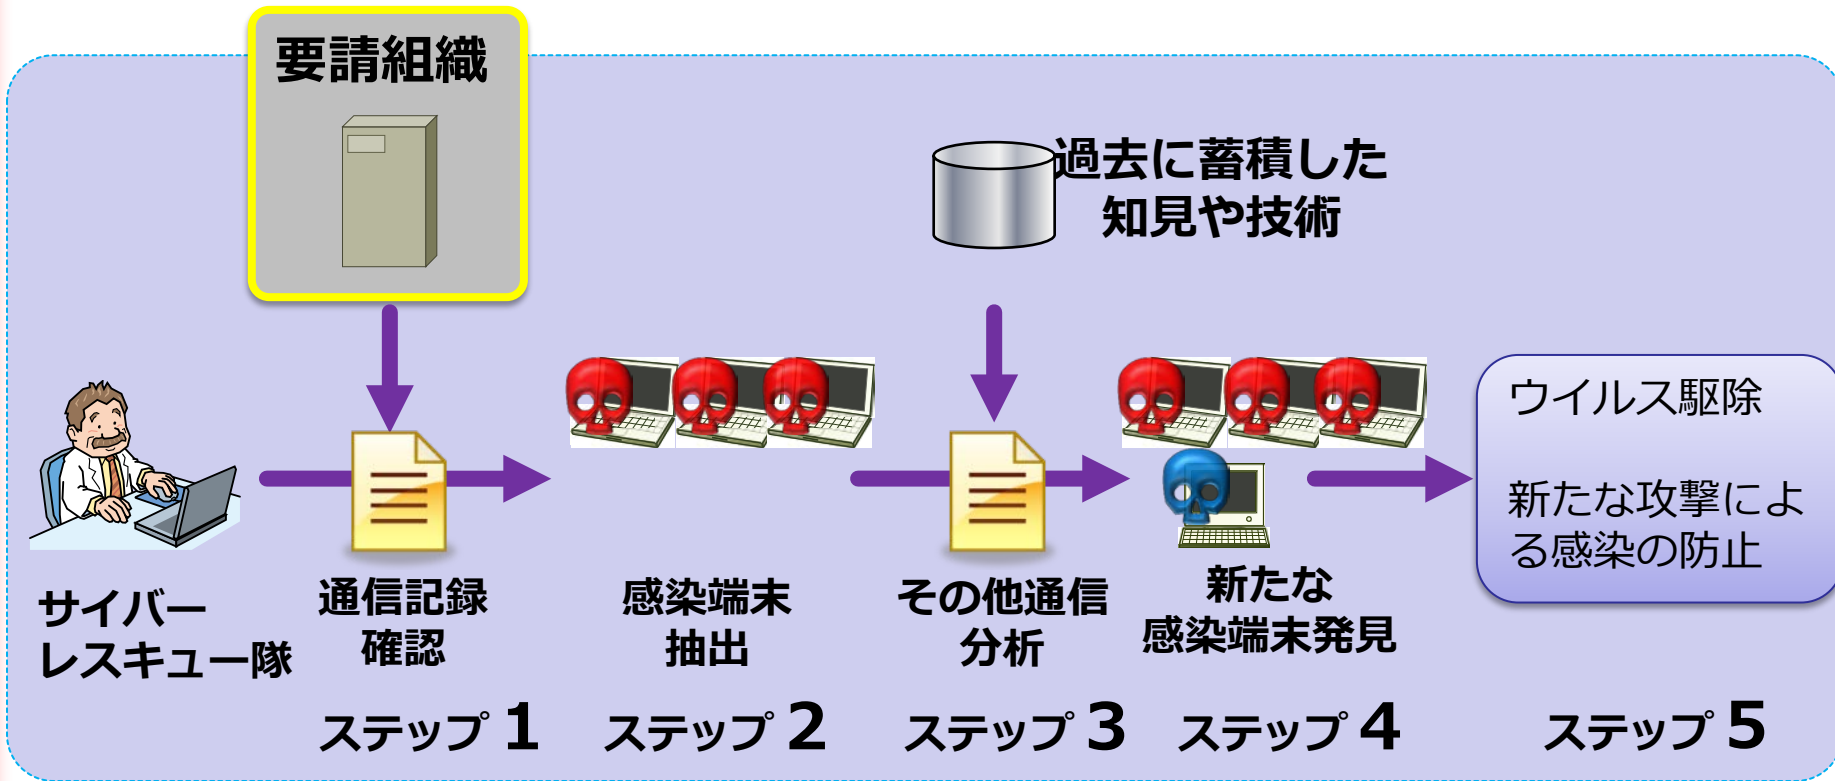 要請組織
過去に蓄積した
知見や技術
サイバー
レスキュー隊
通信記録
確認
感染端末
抽出
その他通信
分析
新たな
感染端末発見
ウイルス駆除
新たな攻撃によ
る感染の防止
ステップ 1
ステップ 2
ステップ 3
ステップ 4
ステップ 5